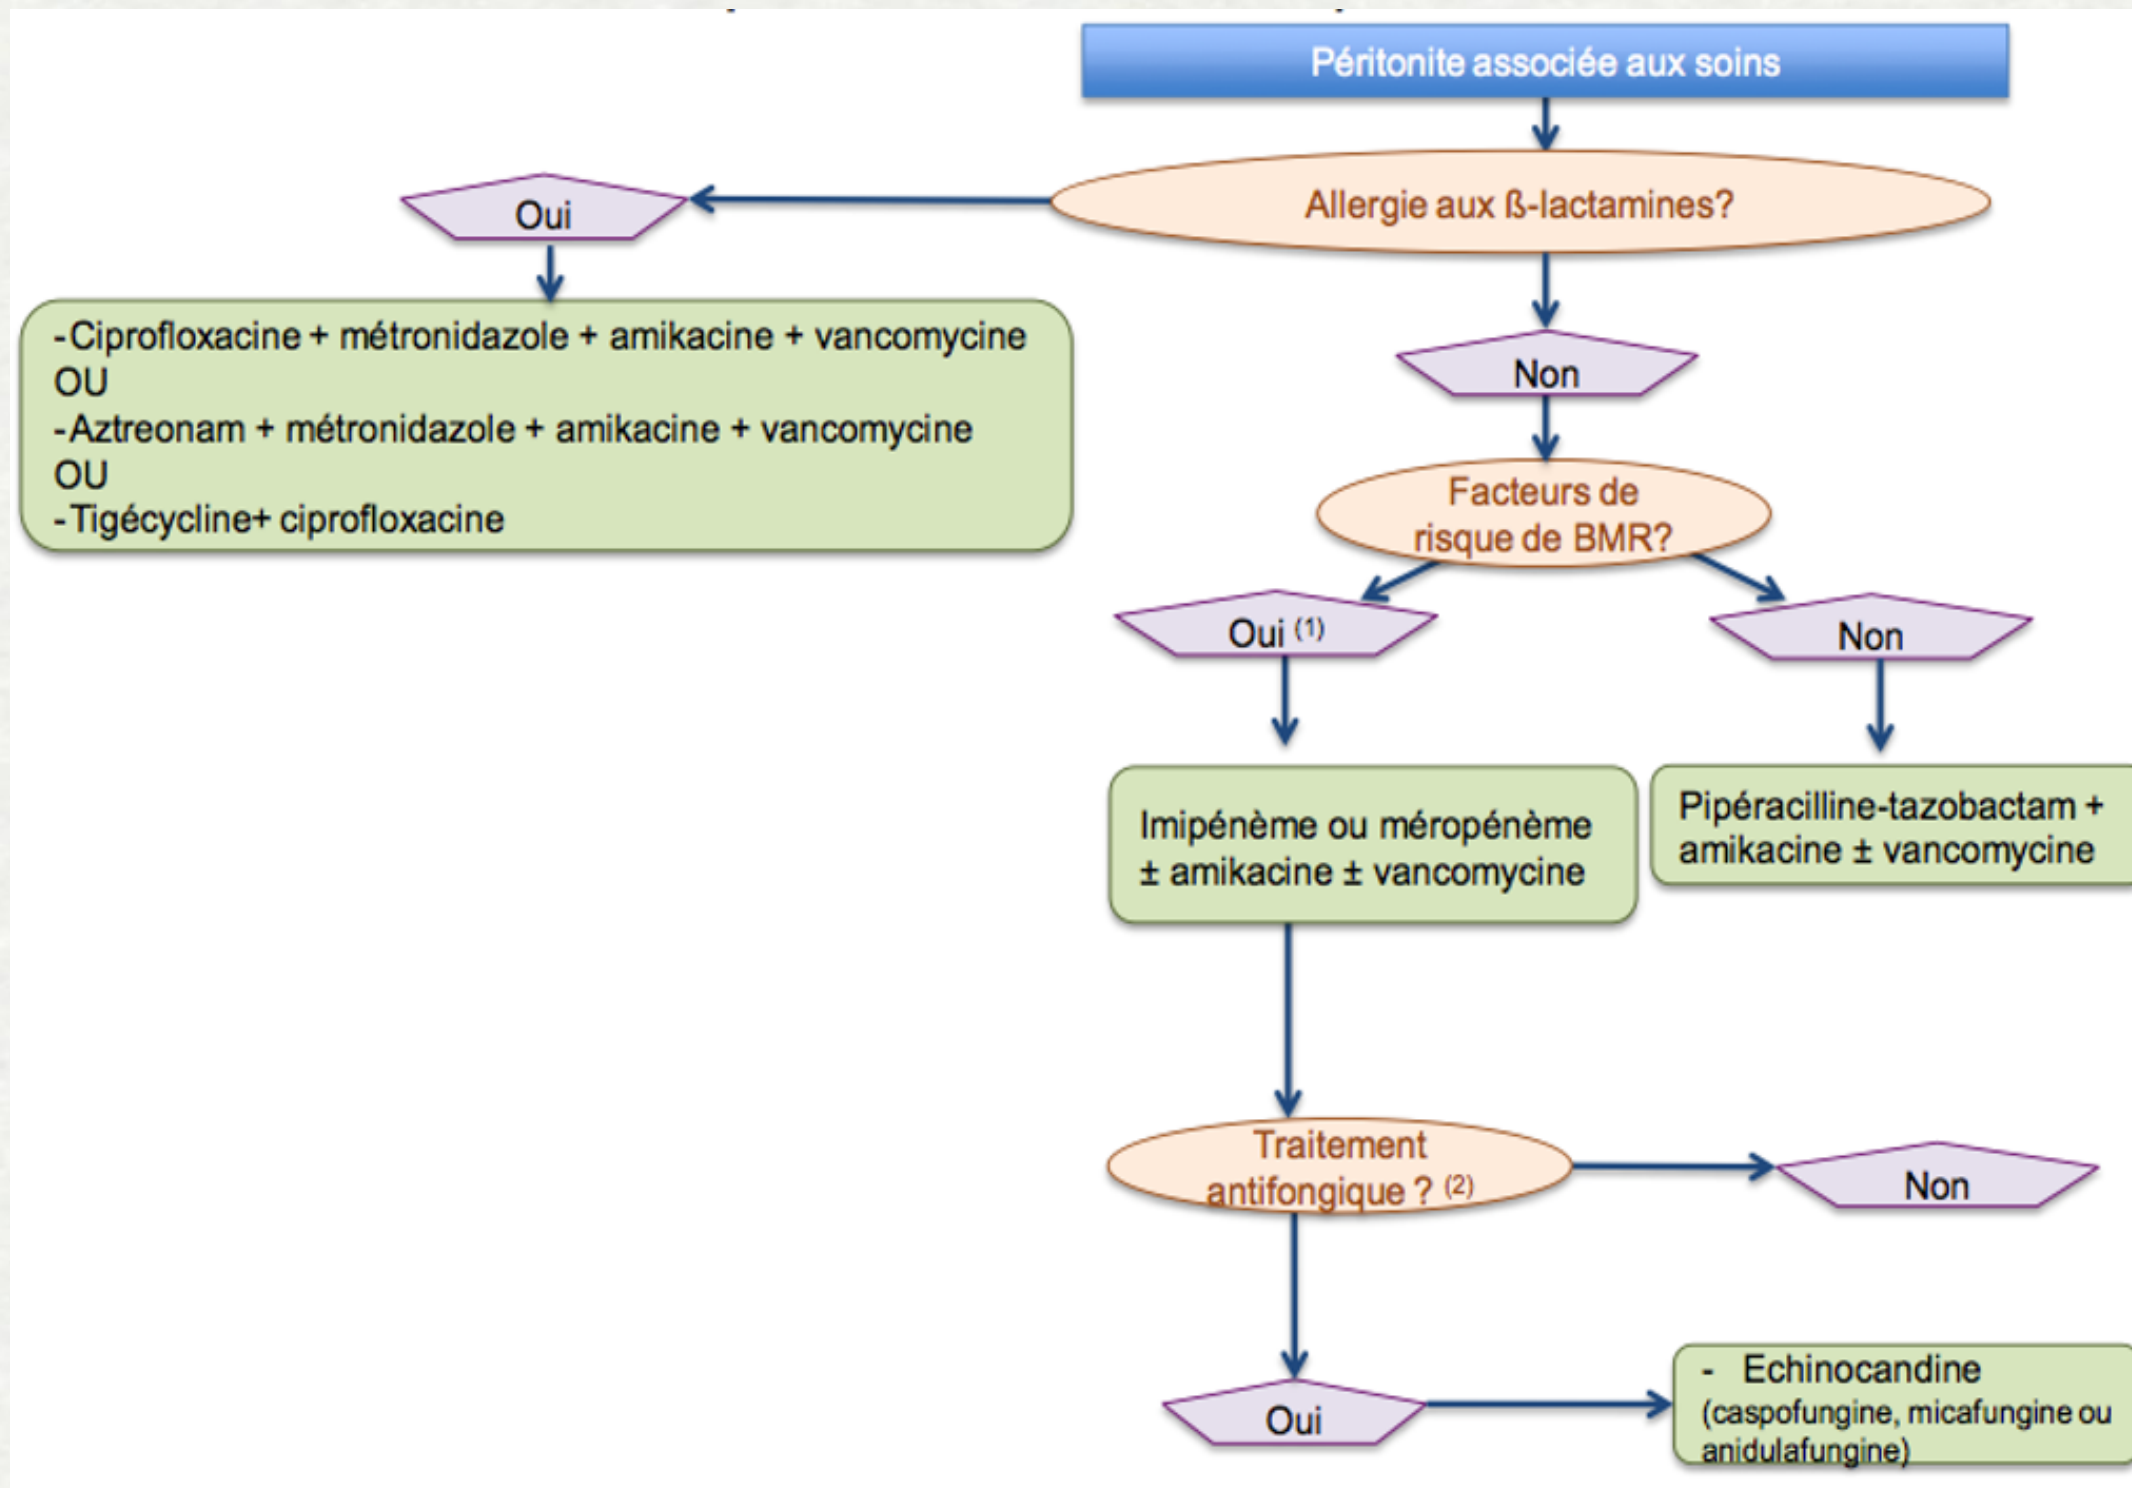 Péritonite associée aux soins
Allergie aux ß-lactamines?
Oui
-Ciprofloxacine + métronidazole + amikacine + vancomycine
OU
-Aztreonam + métronidazole + amikacine + vancomycine
OU
-Tigécycline+ ciprofloxacine
Non
Facteurs de
risque de BMR?
Oui (1)
Non
Imipénème ou méropénème
± amikacine ± vancomycine
Pipéracilline-tazobactam +
amikacine ± vancomycine
Traitement
antifongique ? (2)
Non
Oui
- Echinocandine
(caspofungine, micafungine ou
anidulafungine)